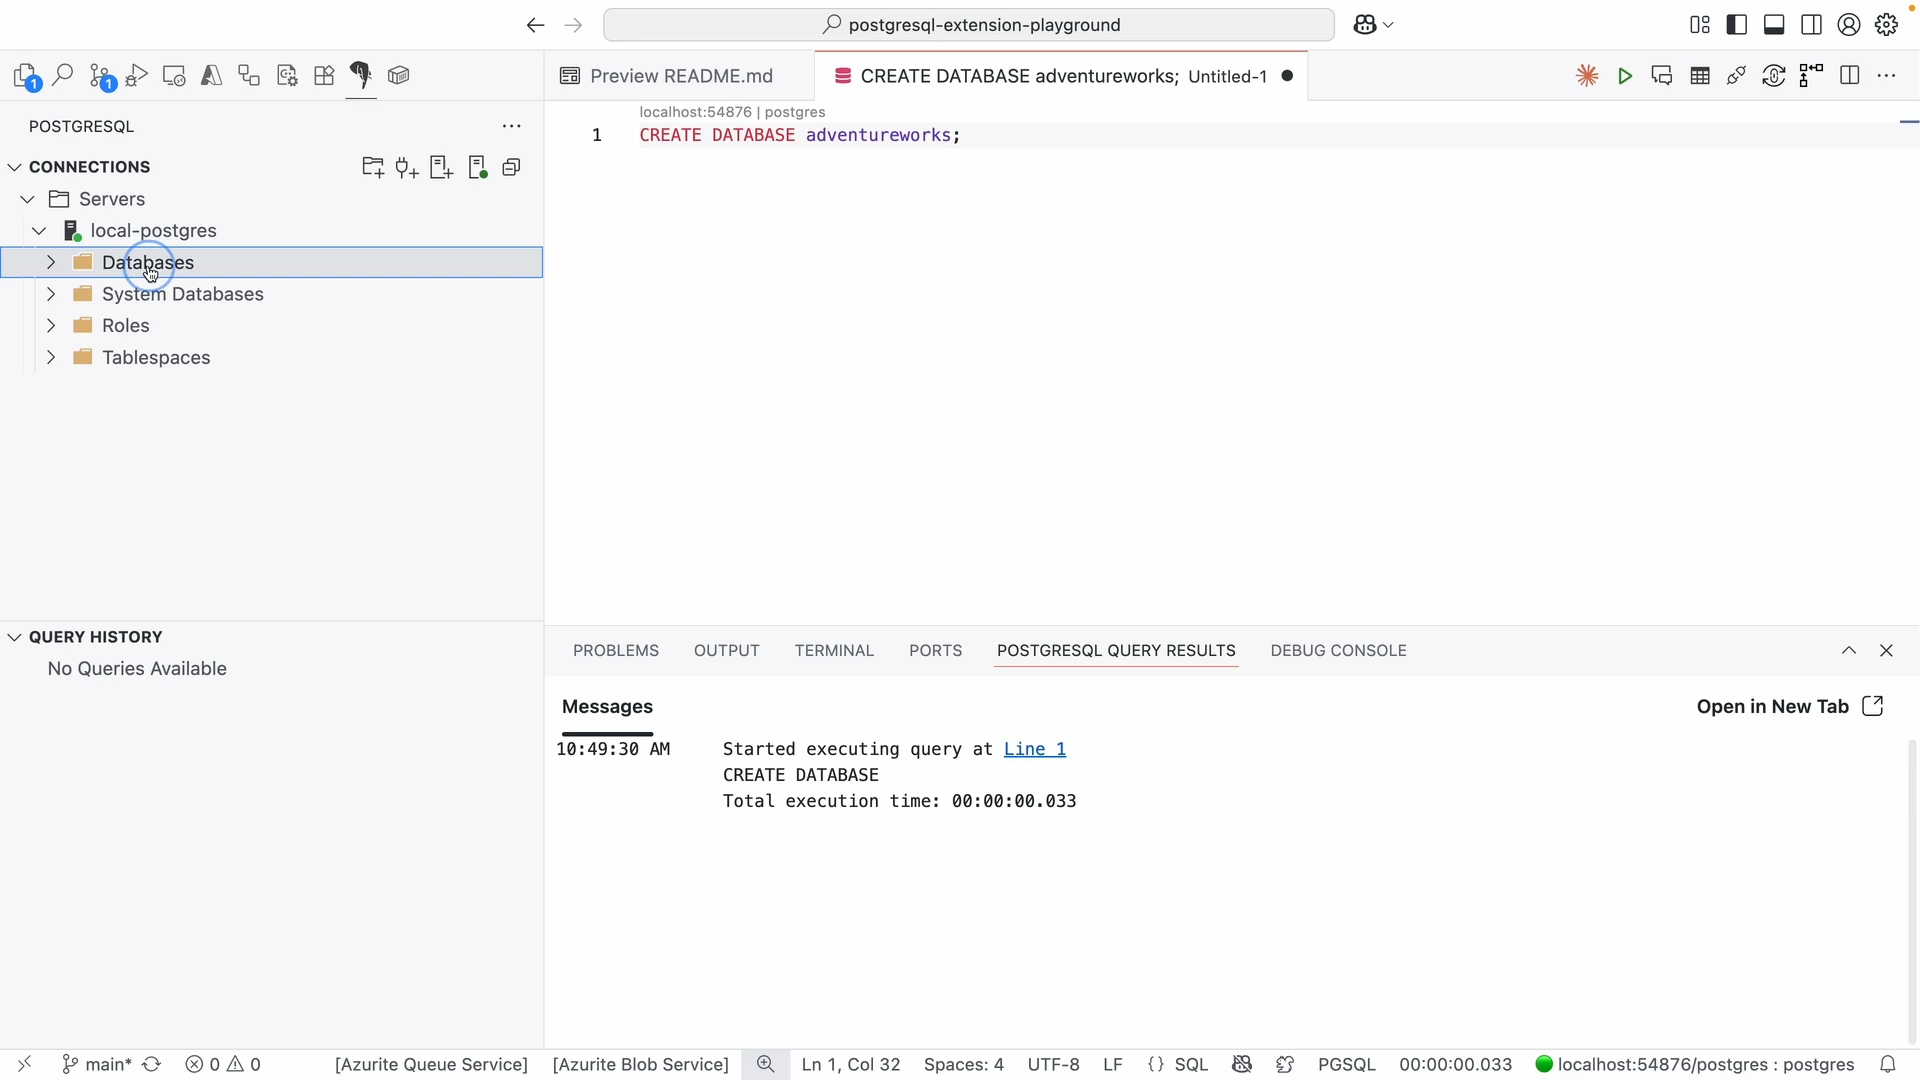 postgresql-extension-playground
1
1
Preview README.md
CREATE DATABASE adventureworks; Untitled-1
POSTGRESQL
localhost:54876 | postgres
1 CREATE DATABASE adventureworks;
CONNECTIONS
Servers
local-postgres
Databases
System Databases
Roles
Tablespaces
QUERY HISTORY
No Queries Available
PROBLEMS OUTPUT TERMINAL PORTS POSTGRESQL QUERY RESULTS DEBUG CONSOLE
Messages
Open in New Tab
10:49:30 AM Started executing query at Line 1
CREATE DATABASE
Total execution time: 00:00:00.033
main* 0 0 [Azurite Queue Service] [Azurite Blob Service] Ln 1, Col 32 Spaces: 4 UTF-8 LF {} SQL PGSQL 00:00:00.033 localhost:54876/postgres : postgres